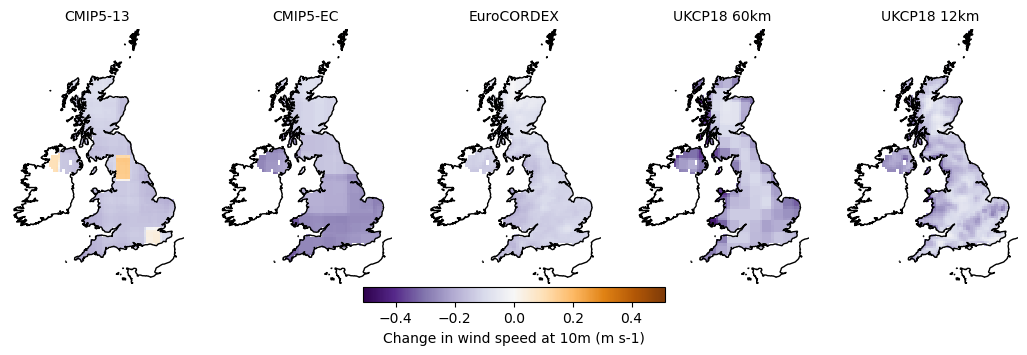 CMIP5-13 CMIP5-EC EuroCORDEX UKCP18 60km UKCP18 12km
−0.4 −0.2 0.0 0.2 0.4
Change in wind speed at 10m (m s-1)